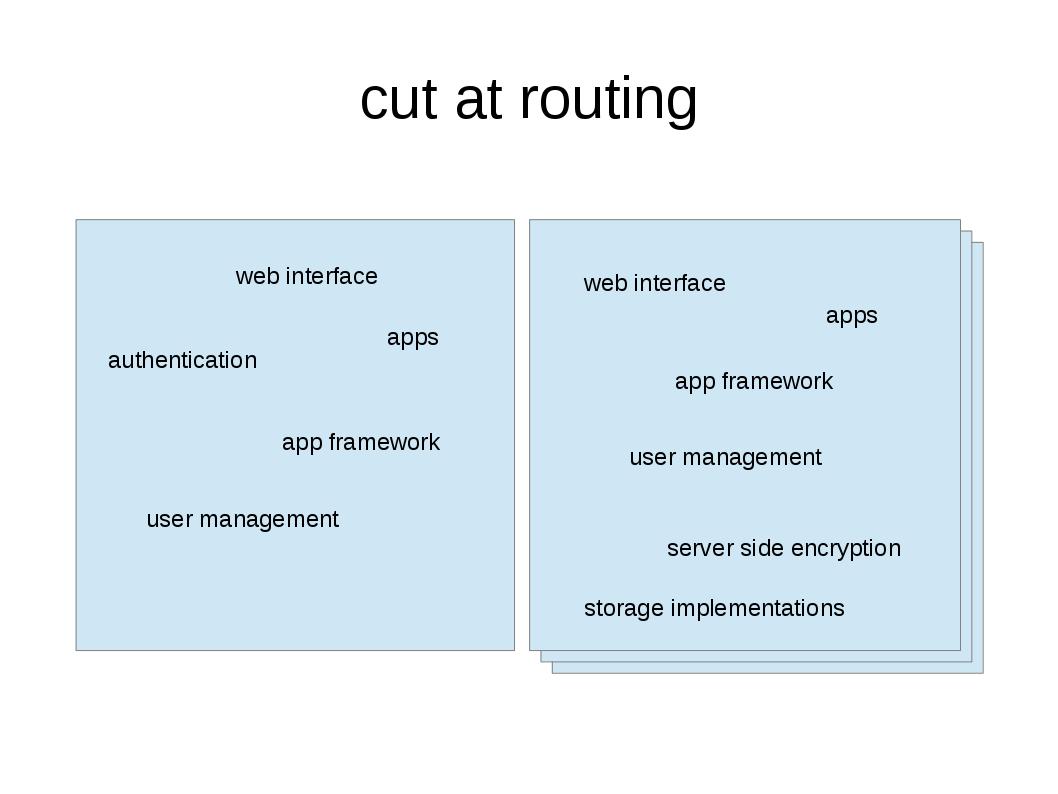 cut at routing
web interface
apps
authentication
app framework
user management
web interface
apps
app framework
user management
server side encryption
storage implementations